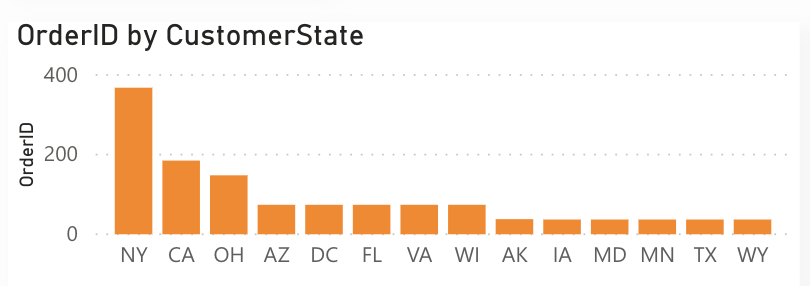 OrderID by CustomerState
400
200
0
OrderID
NY CA OH AZ DC FL VA WI AK IA MD MN TX WY